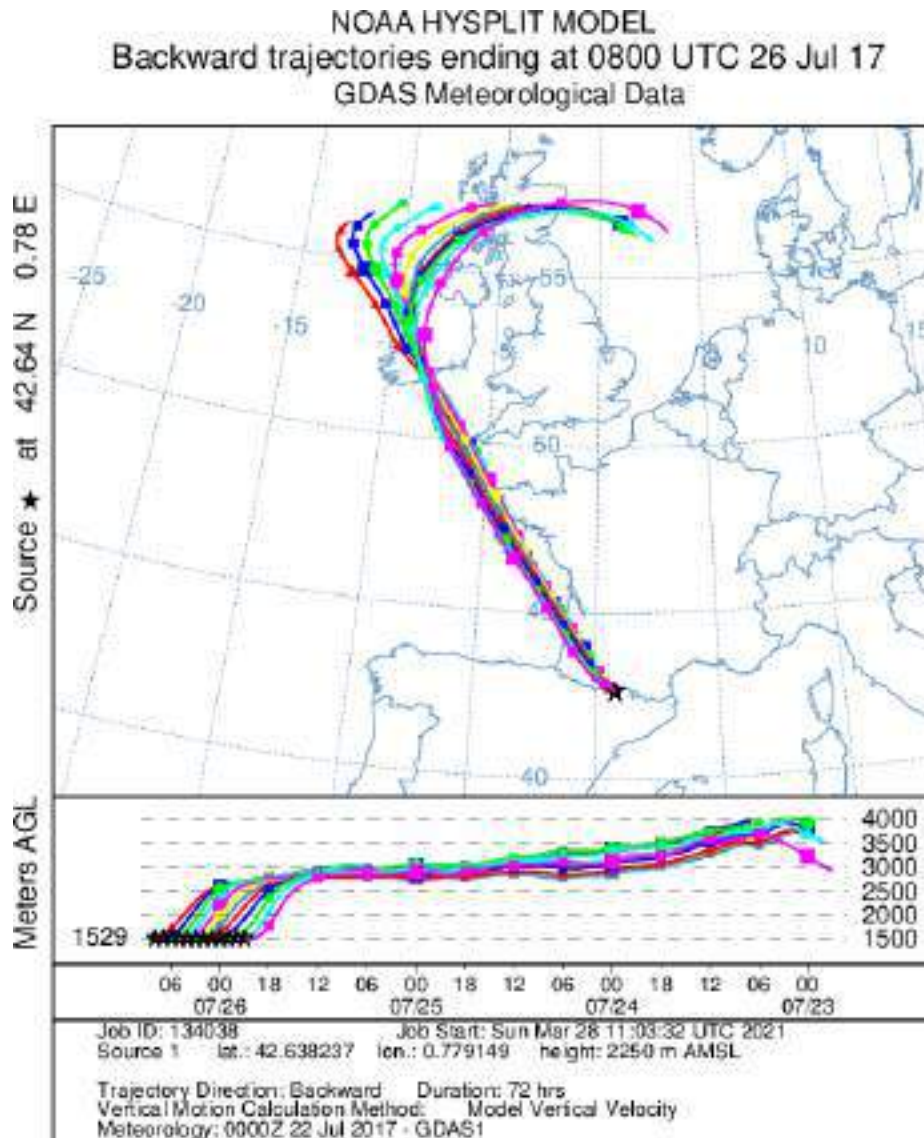 NOAA HYSPLIT MODEL
Backward trajectories ending at 0800 UTC 26 Jul 17
GDAS Meteorological Data
Source ★ at 42.64 N 0.78 E
-25
-20
-15
55
10
15
50
40
Meters AGL
4000
3500
3000
2500
2000
1529 1500
06 00 18 12 06 00 18 12 06 00 18 12 06 00
07/26 07/25 07/24 07/23
Job ID: 134038 Job Start: Sun Mar 28 11:03:32 UTC 2021
Source 1 lat.: 42.638237 lon.: 0.779149 height: 2250 m AMSL
Trajectory Direction: Backward Duration: 72 hrs
Vertical Motion Calculation Method: Model Vertical Velocity
Meteorology: 0000Z 22 Jul 2017 - GDAS1